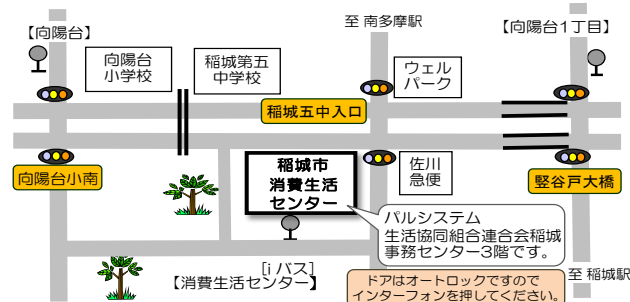 【向陽台】
至 南多摩駅
【向陽台1丁目】
向陽台
小学校
稲城第五
中学校
ウェル
パーク
稲城五中入口
向陽台小南
稲城市
消費生活
センター
佐川
急便
竪谷戸大橋
パルシステム
生活協同組合連合会稲城
事務センター3階です。
[i バス]
【消費生活センター】
至 稲城駅
ドアはオートロックですので
インターフォンを押してください。